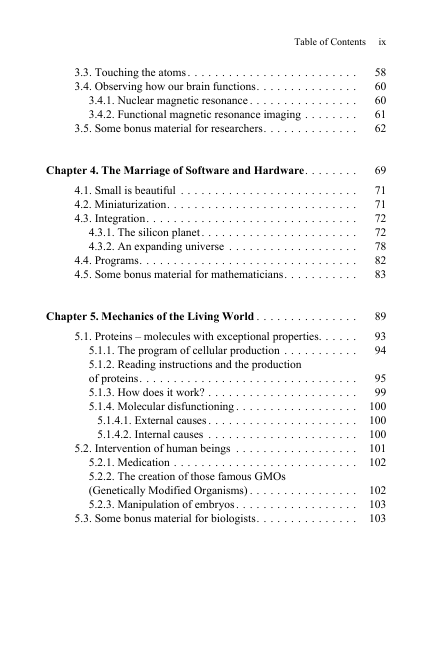 Table of Contents ix
3.3. Touching the atoms. . . . . . . . . . . . . . . . . . . . . . . . . 58
3.4. Observing how our brain functions. . . . . . . . . . . . . . . 60
3.4.1. Nuclear magnetic resonance . . . . . . . . . . . . . . . . 60
3.4.2. Functional magnetic resonance imaging . . . . . . . . 61
3.5. Some bonus material for researchers. . . . . . . . . . . . . . 62
Chapter 4. The Marriage of Software and Hardware. . . . . . . . 69
4.1. Small is beautiful . . . . . . . . . . . . . . . . . . . . . . . . . . 71
4.2. Miniaturization. . . . . . . . . . . . . . . . . . . . . . . . . . . . 71
4.3. Integration. . . . . . . . . . . . . . . . . . . . . . . . . . . . . . . 72
4.3.1. The silicon planet. . . . . . . . . . . . . . . . . . . . . . . 72
4.3.2. An expanding universe . . . . . . . . . . . . . . . . . . . 78
4.4. Programs. . . . . . . . . . . . . . . . . . . . . . . . . . . . . . . . 82
4.5. Some bonus material for mathematicians. . . . . . . . . . . 83
Chapter 5. Mechanics of the Living World . . . . . . . . . . . . . . . 89
5.1. Proteins – molecules with exceptional properties. . . . . . 93
5.1.1. The program of cellular production . . . . . . . . . . . 94
5.1.2. Reading instructions and the production
of proteins. . . . . . . . . . . . . . . . . . . . . . . . . . . . . . . . 95
5.1.3. How does it work? . . . . . . . . . . . . . . . . . . . . . . 99
5.1.4. Molecular disfunctioning . . . . . . . . . . . . . . . . . . 100
5.1.4.1. External causes . . . . . . . . . . . . . . . . . . . . . . 100
5.1.4.2. Internal causes . . . . . . . . . . . . . . . . . . . . . . 100
5.2. Intervention of human beings . . . . . . . . . . . . . . . . . . 101
5.2.1. Medication . . . . . . . . . . . . . . . . . . . . . . . . . . . 102
5.2.2. The creation of those famous GMOs
(Genetically Modified Organisms) . . . . . . . . . . . . . . . . 102
5.2.3. Manipulation of embryos. . . . . . . . . . . . . . . . . . 103
5.3. Some bonus material for biologists. . . . . . . . . . . . . . . 103